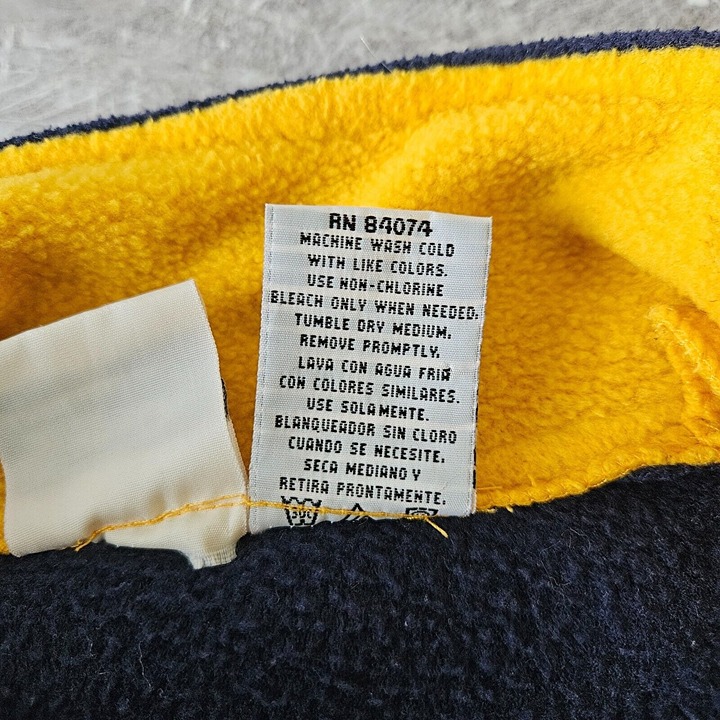 RN 84074
MACHINE WASH COLD
WITH LIKE COLORS.
USE NON-CHLORINE
BLEACH ONLY WHEN NEEDED.
TUMBLE DRY MEDIUM.
REMOVE PROMPTLY.
LAVA CON AGUA FRIA
CON COLORES SIMILARES.
USE SOLAMENTE.
BLANQUEADOR SIN CLORO
CUANDO SE NECESITE.
SECA MEDIANO Y
RETIRA PRONTAMENTE.